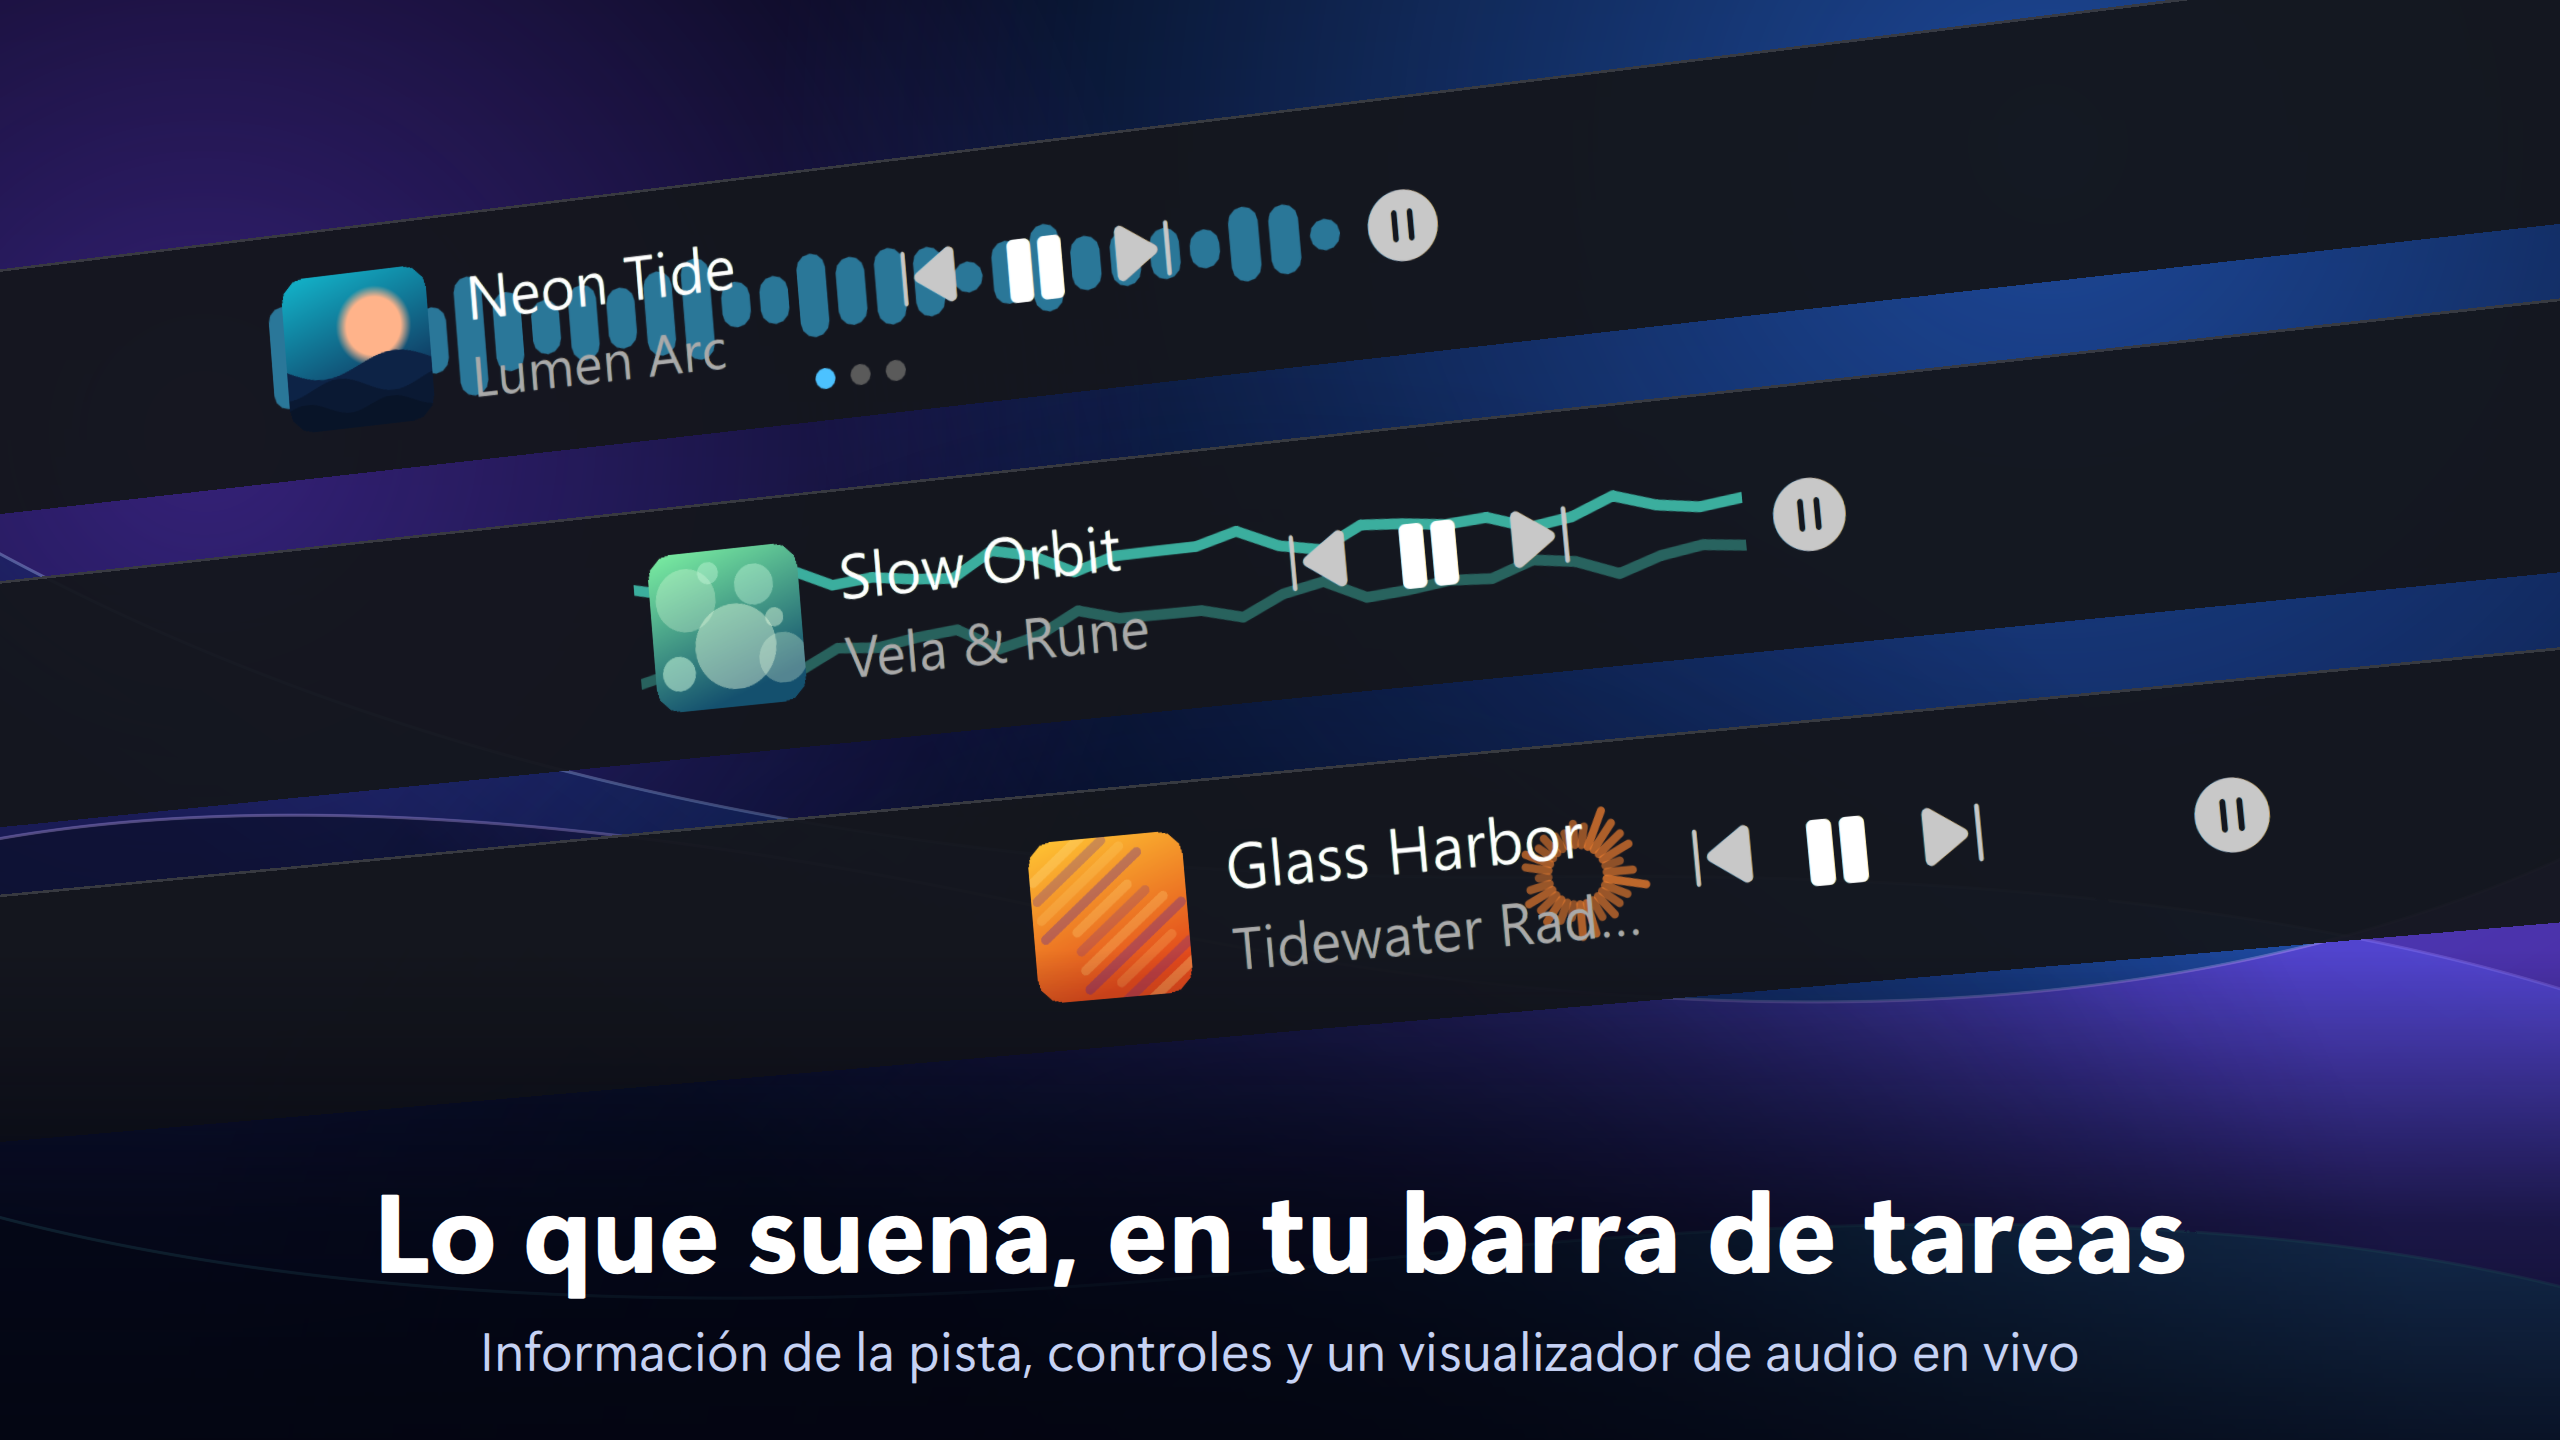 Neon Tide
Lumen Arc
Slow Orbit
Vela & Rune
Glass Harbor
Tidewater Rad...
Lo que suena, en tu barra de tareas
Información de la pista, controles y un visualizador de audio en vivo